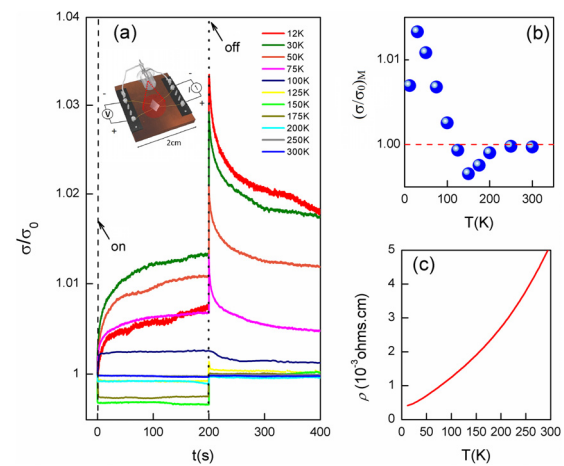 (a)
off
on
V
I
-
+
-
+
2cm
12K
30K
50K
75K
100K
125K
150K
175K
200K
250K
300K
σ/σ0
1.04
1.03
1.02
1.01
1
0 100 200 300 400
t(s)
(b)
(σ/σ0)M
1.01
1.00
0 100 200 300
T(K)
(c)
ρ (10-3ohms.cm)
5
4
3
2
1
0
0 50 100 150 200 250 300
T(K)